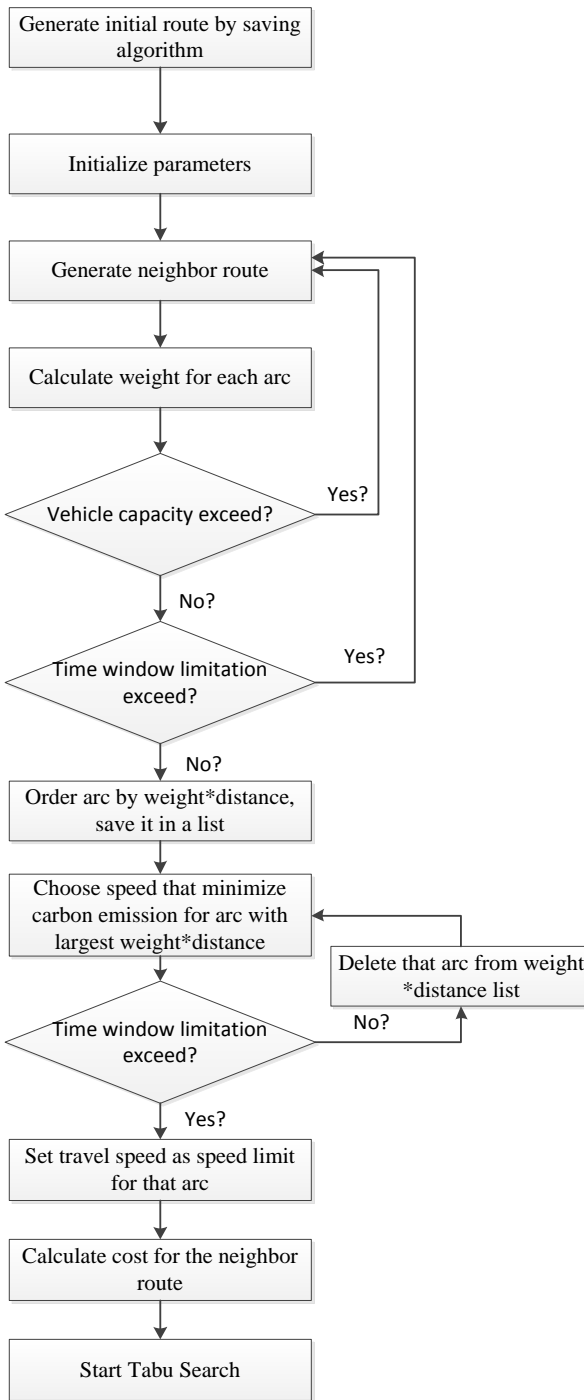 Generate initial route by saving
algorithm
Initialize parameters
Generate neighbor route
Calculate weight for each arc
Vehicle capacity exceed?
Yes?
No?
Time window limitation
exceed?
Yes?
No?
Order arc by weight*distance,
save it in a list
Choose speed that minimize
carbon emission for arc with
largest weight*distance
Delete that arc from weight
*distance list
Time window limitation
exceed?
No?
Yes?
Set travel speed as speed limit
for that arc
Calculate cost for the neighbor
route
Start Tabu Search